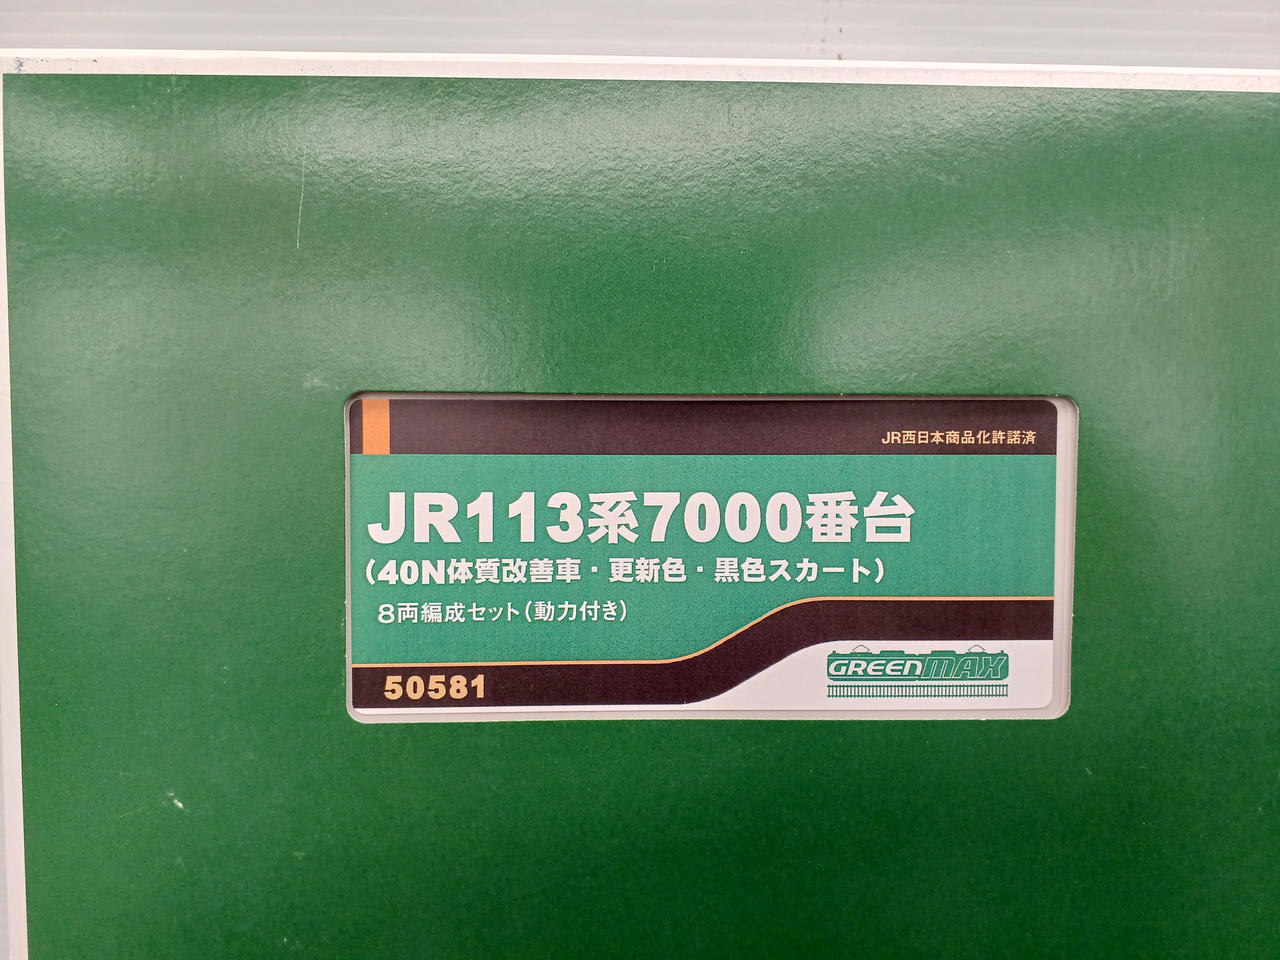 JR西日本商品化許諾済
JR113系7000番台
（40N体質改善車・更新色・黒色スカート）
8両編成セット（動力付き）
50581
GREENMAX